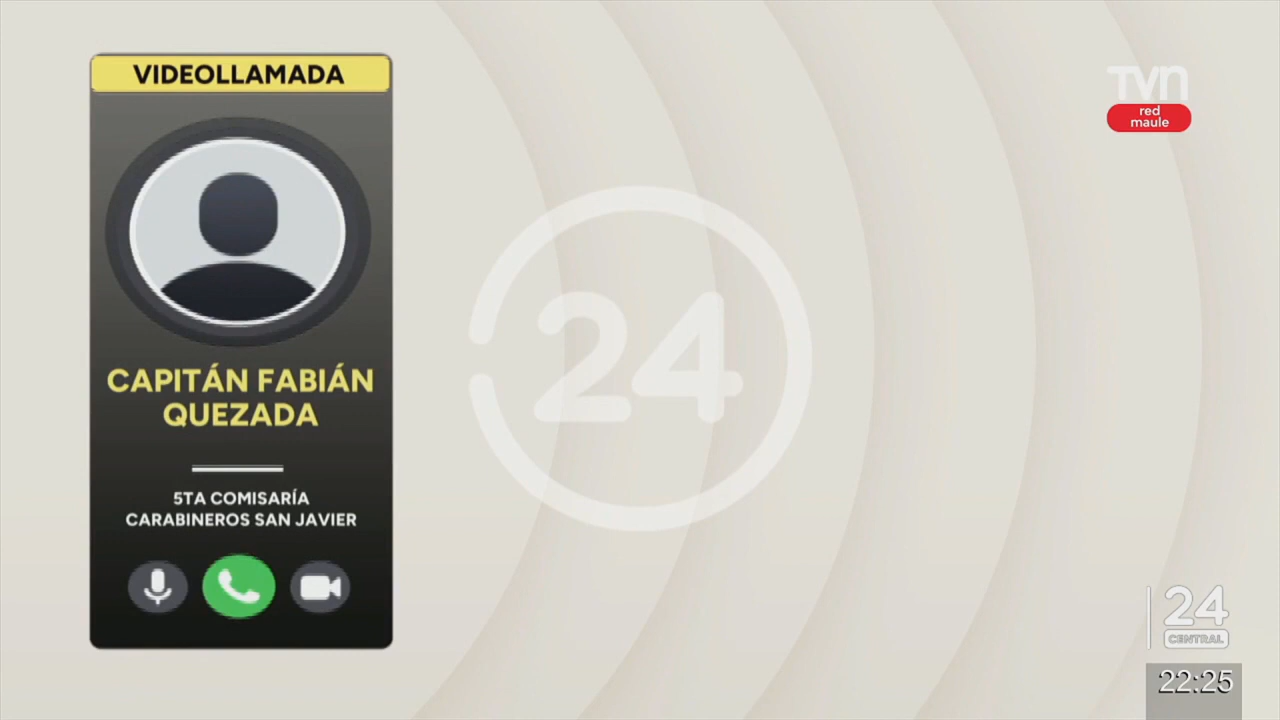 VIDEOLLAMADA
CAPITÁN FABIÁN
QUEZADA
5TA COMISARÍA
CARABINEROS SAN JAVIER
24
TVN
red
maule
24
CENTRAL
22:25